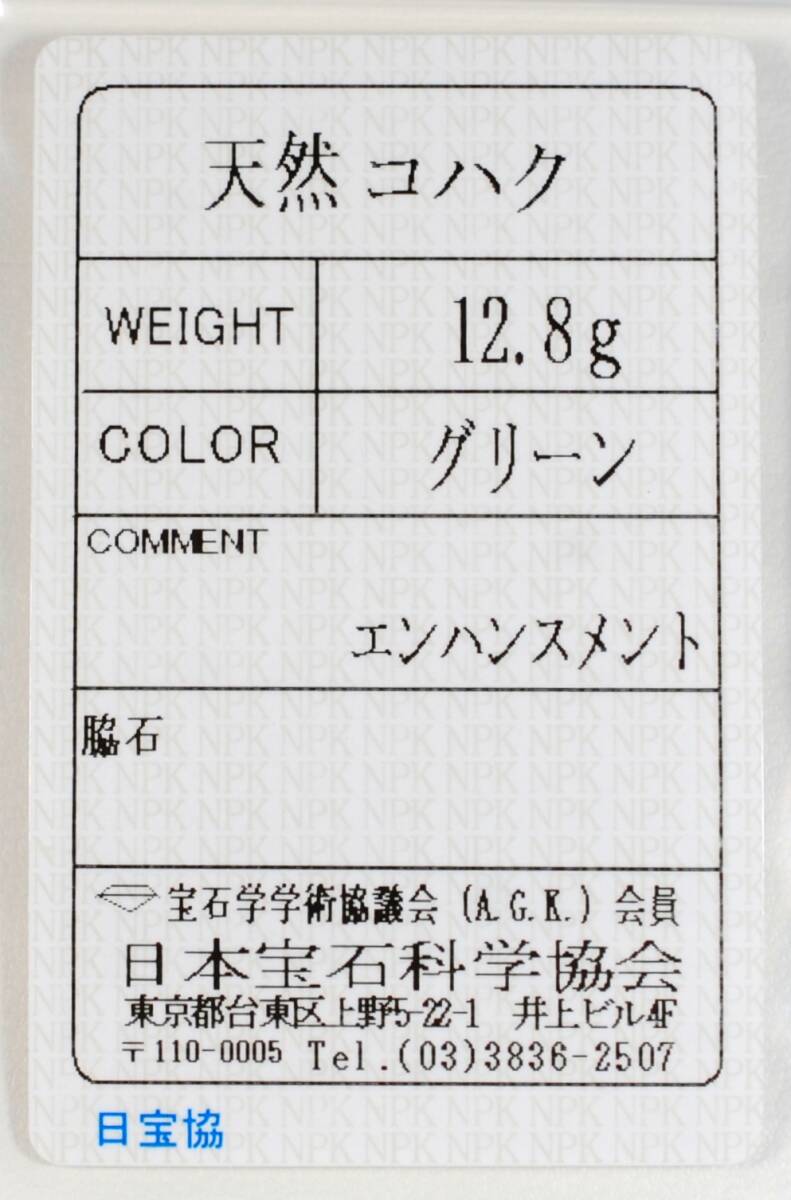 天然 コハク
WEIGHT 12.8g
COLOR グリーン
COMMENT
エンハンスメント
脇石
宝石学学術協議会 (A.G.K.) 会員
日本宝石科学協会
東京都台東区上野5-22-1 井上ビル4F
〒110-0005 Tel.(03)3836-2507
日宝協